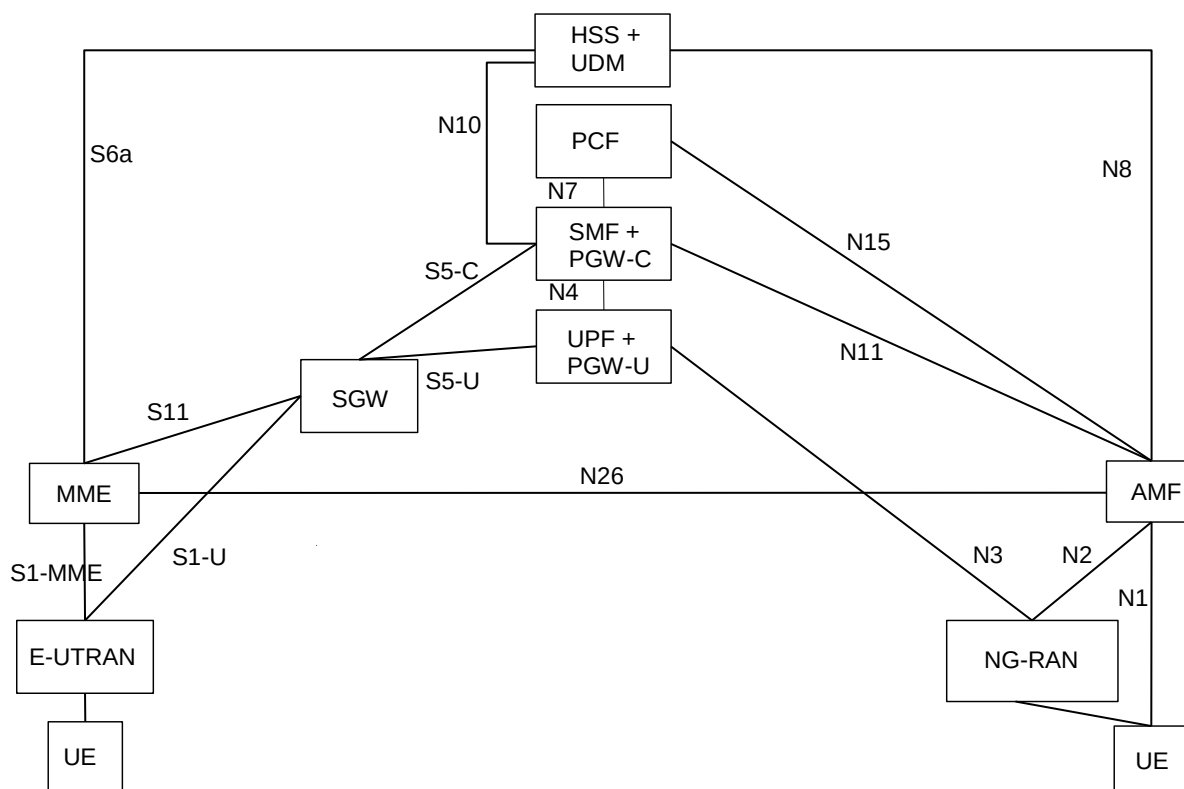 HSS +
UDM
N10
PCF
S6a
N8
N7
SMF +
PGW-C
N15
S5-C
N4
UPF +
PGW-U
N11
S5-U
SGW
S11
N26
MME
AMF
S1-U
N3
N2
S1-MME
N1
E-UTRAN
NG-RAN
UE
UE